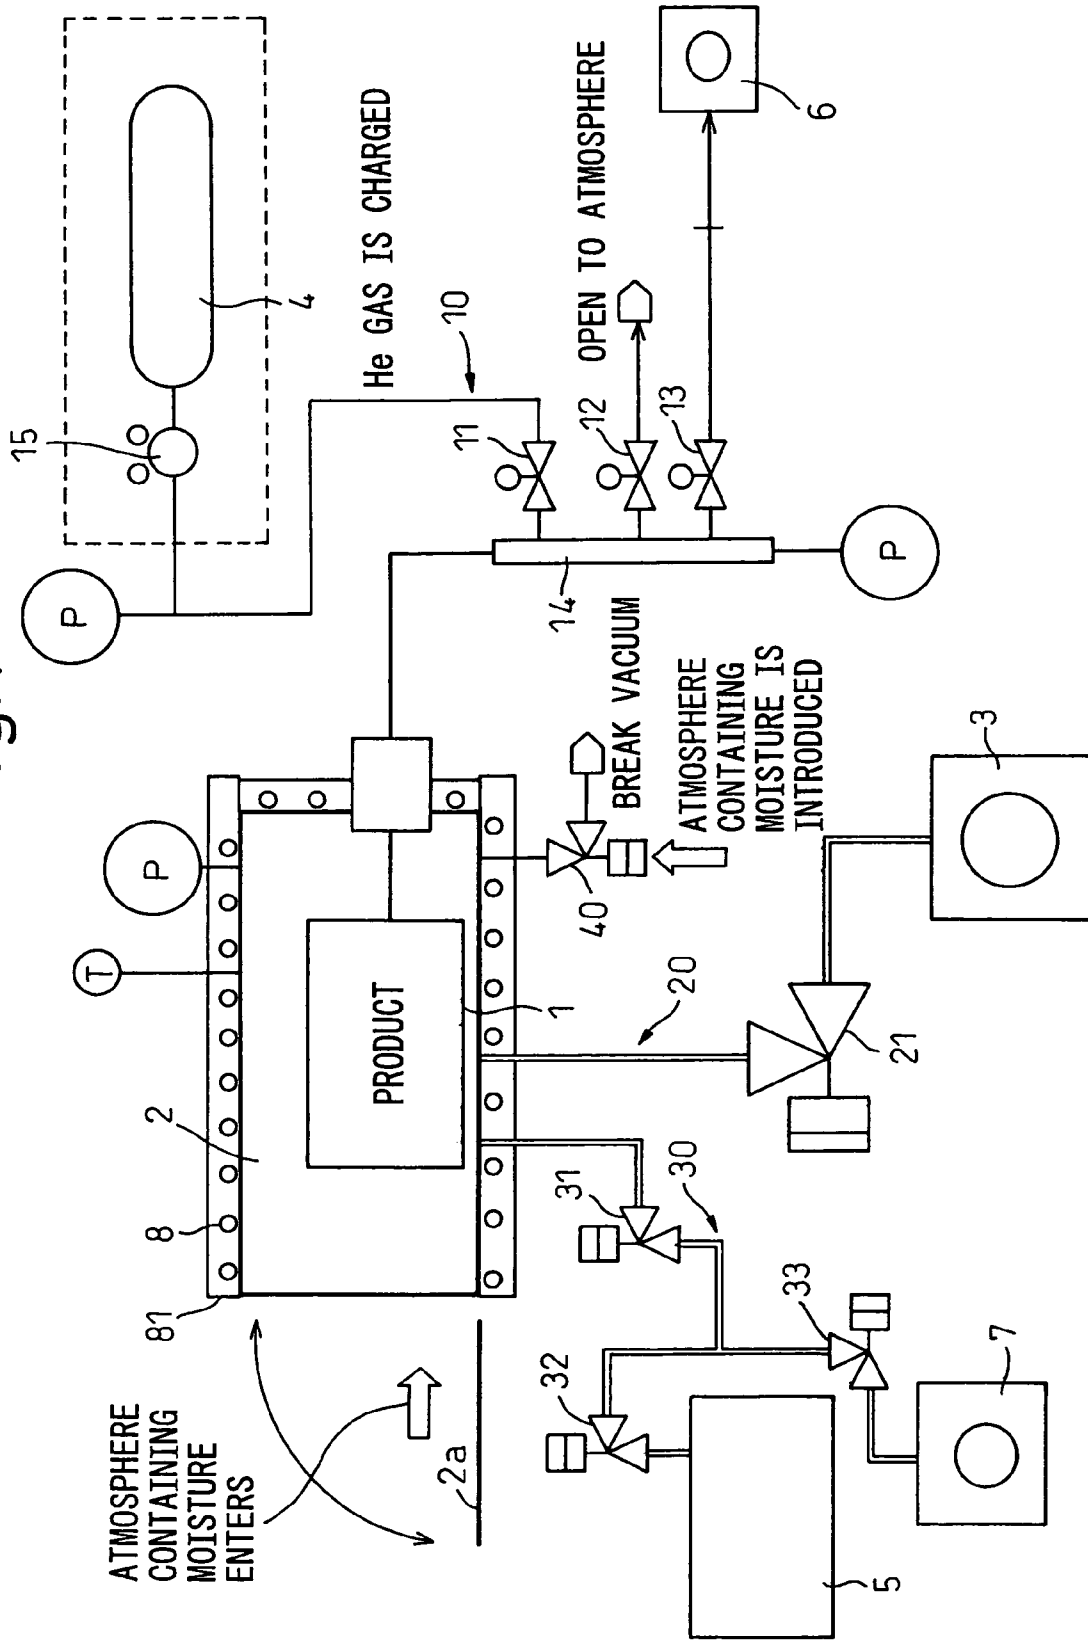 15
P
T
P
ATMOSPHERE
CONTAINING
MOISTURE
ENTERS
81
8
2
4
He GAS IS CHARGED
PRODUCT
2a
10
11
1
32
31
14
12
OPEN TO ATMOSPHERE
40
BREAK VACUUM
ATMOSPHERE
CONTAINING
MOISTURE IS
INTRODUCED
30
20
13
33
6
5
21
P
7
3